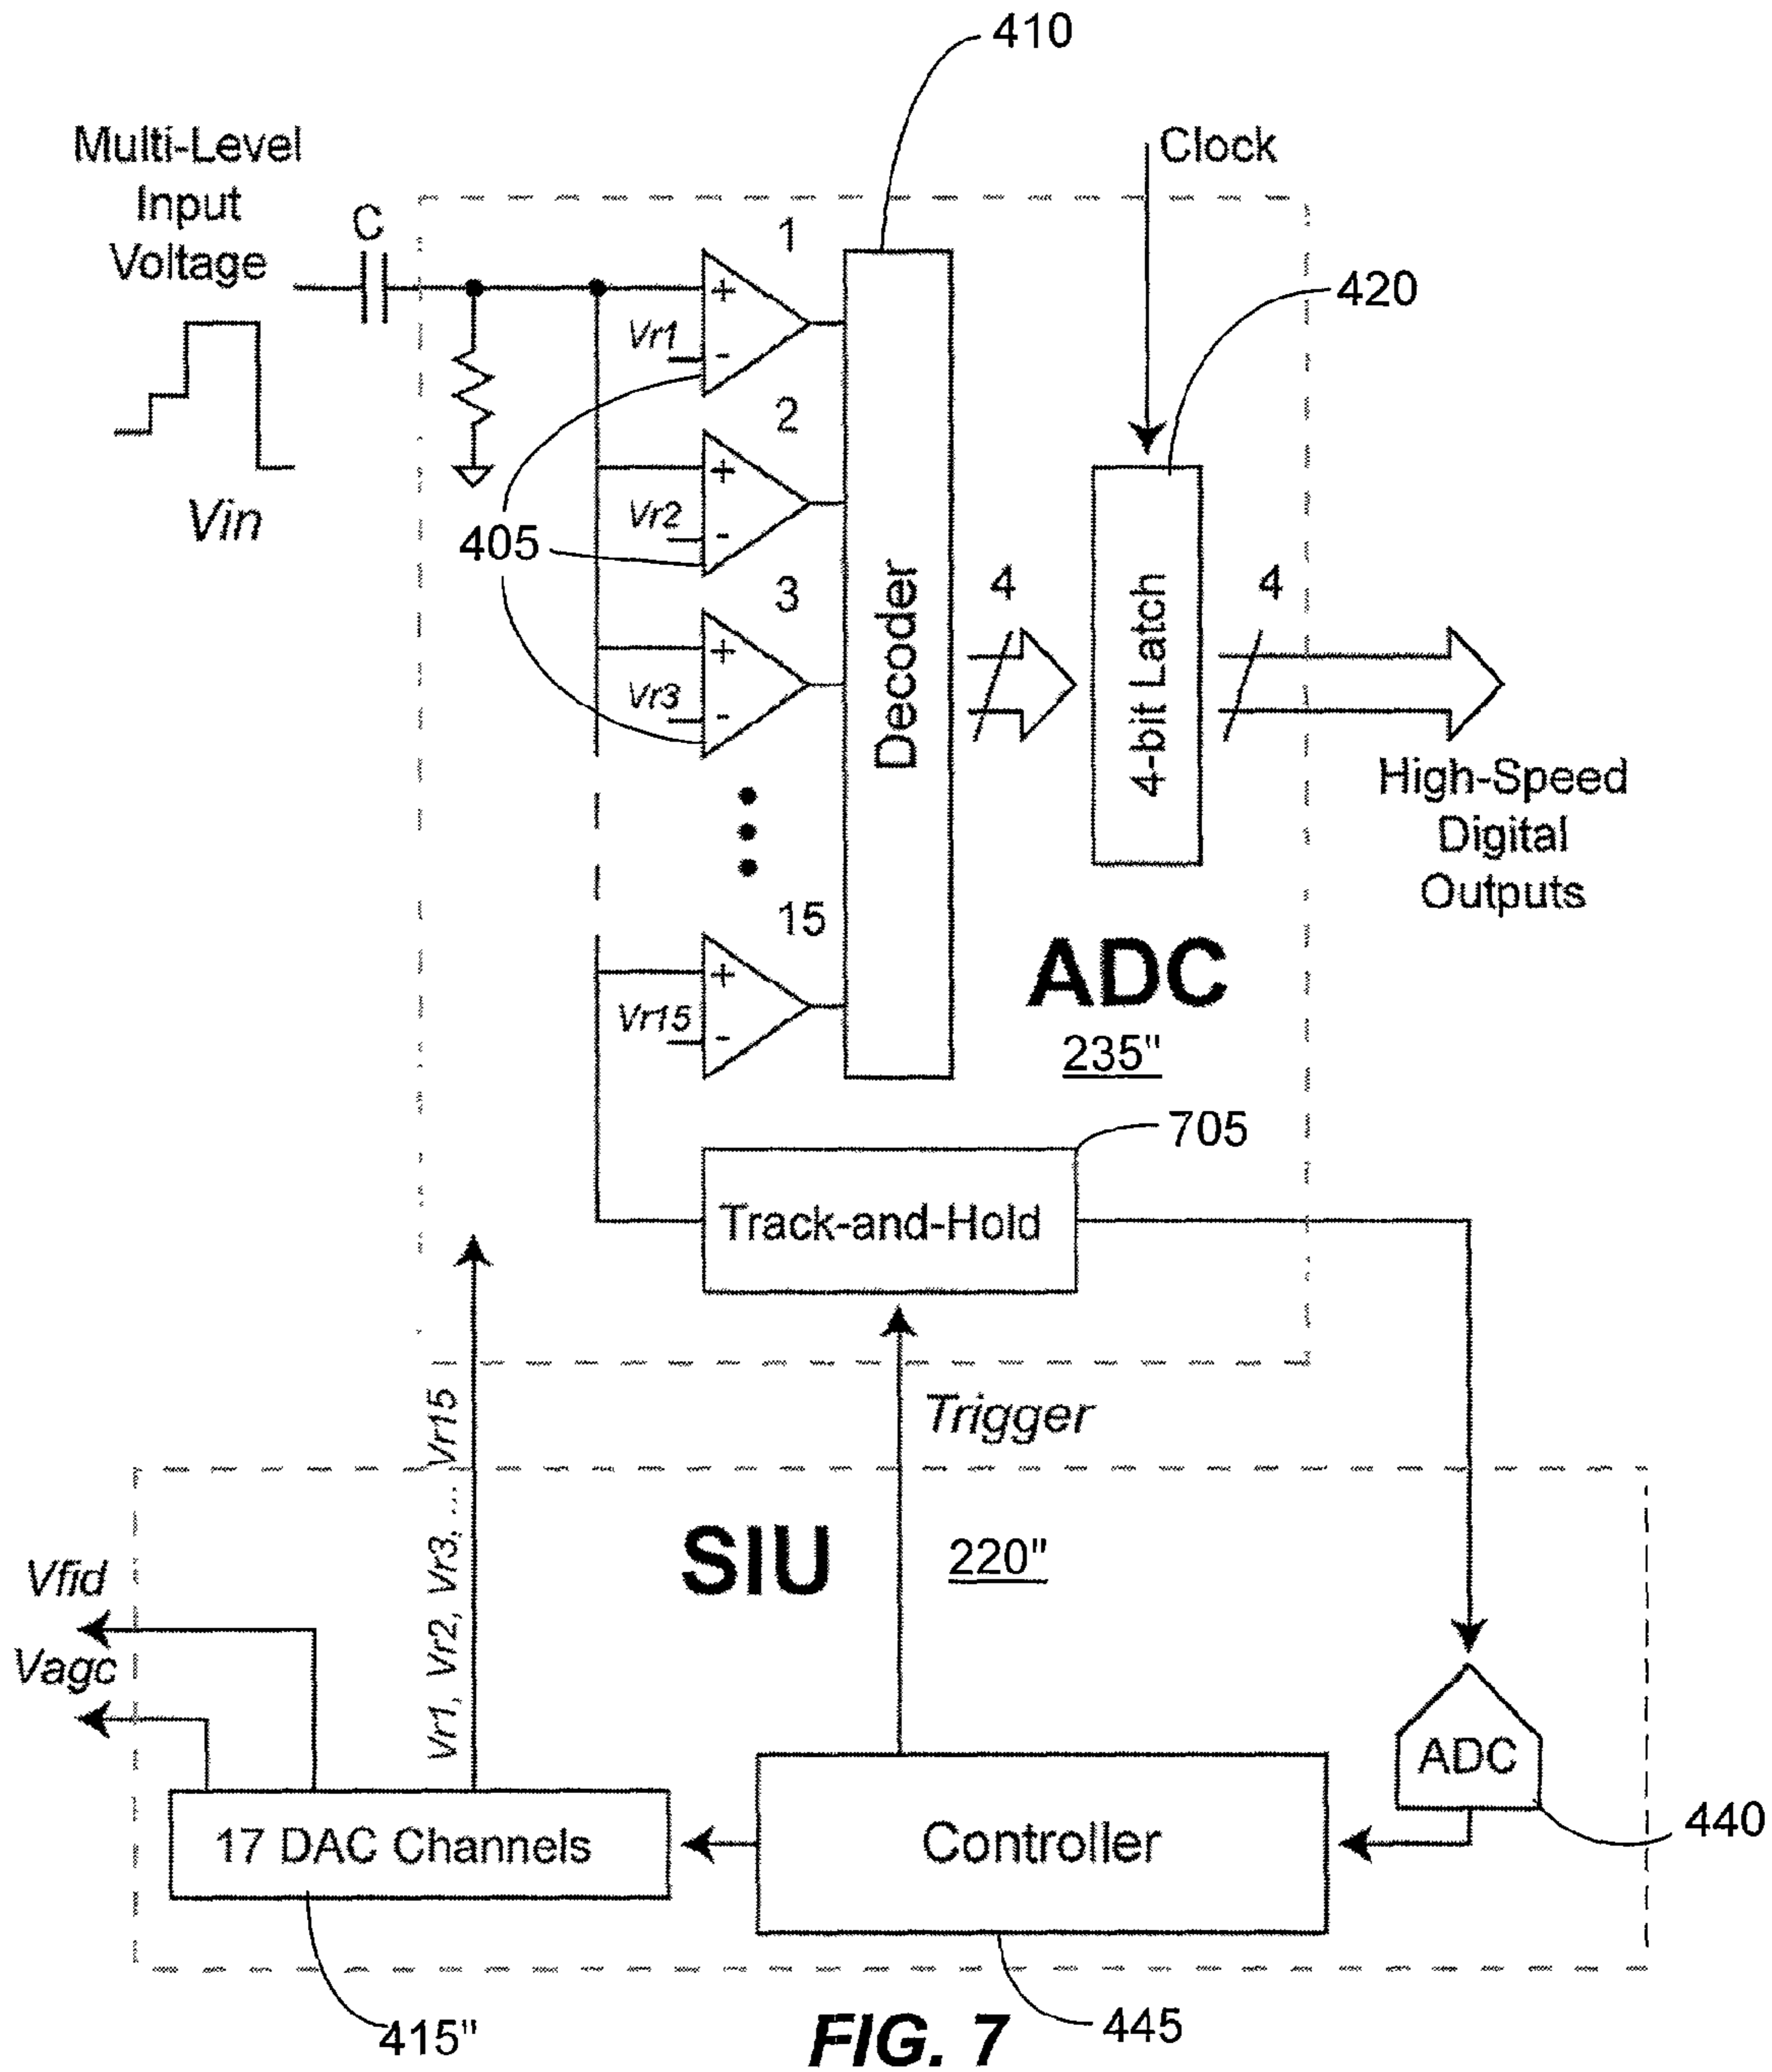 410
Multi-Level
Input
Voltage
Clock
C
1
420
+
Vr1
-
2
+
Vr2
-
Vin
405
3
4
4
+
Vr3
-
Decoder
4-bit Latch
High-Speed
Digital
Outputs
15
+
Vr15
-
ADC
235"
705
Track-and-Hold
Trigger
Vr1, Vr2, Vr3, ... Vr15
SIU
220"
Vfid
Vagc
ADC
440
17 DAC Channels
Controller
415"
445
FIG. 7